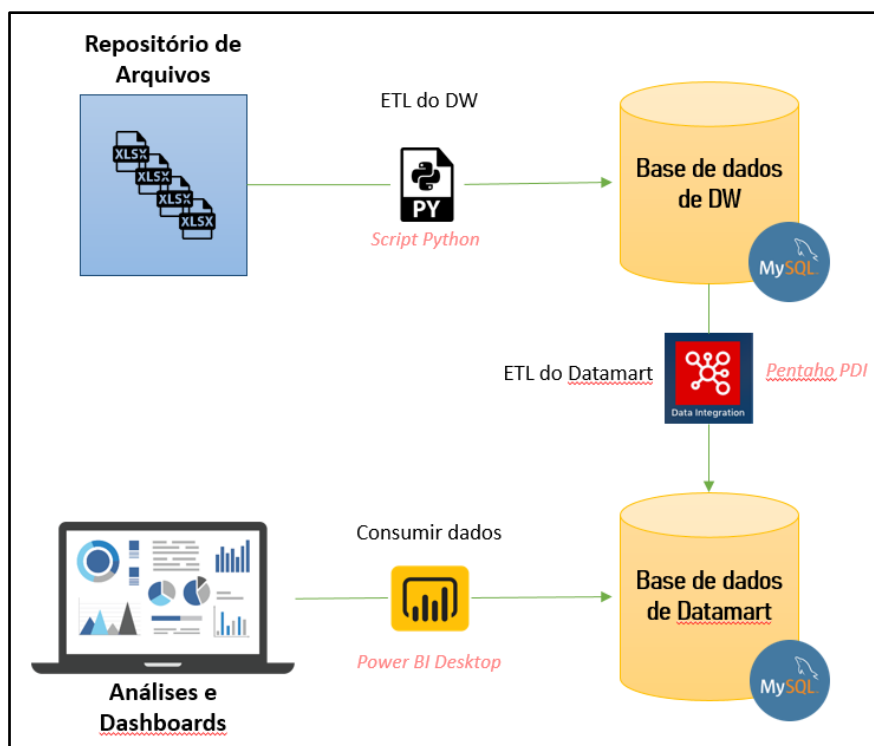 Repositório de
Arquivos
ETL do DW
XLSX
XLSX
XLSX
XLSX
PY
Script Python
Base de dados
de DW
MySQL
ETL do Datamart
Data Integration
Pentaho PDI
Consumir dados
Power BI Desktop
Base de dados
de Datamart
MySQL
Análises e
Dashboards